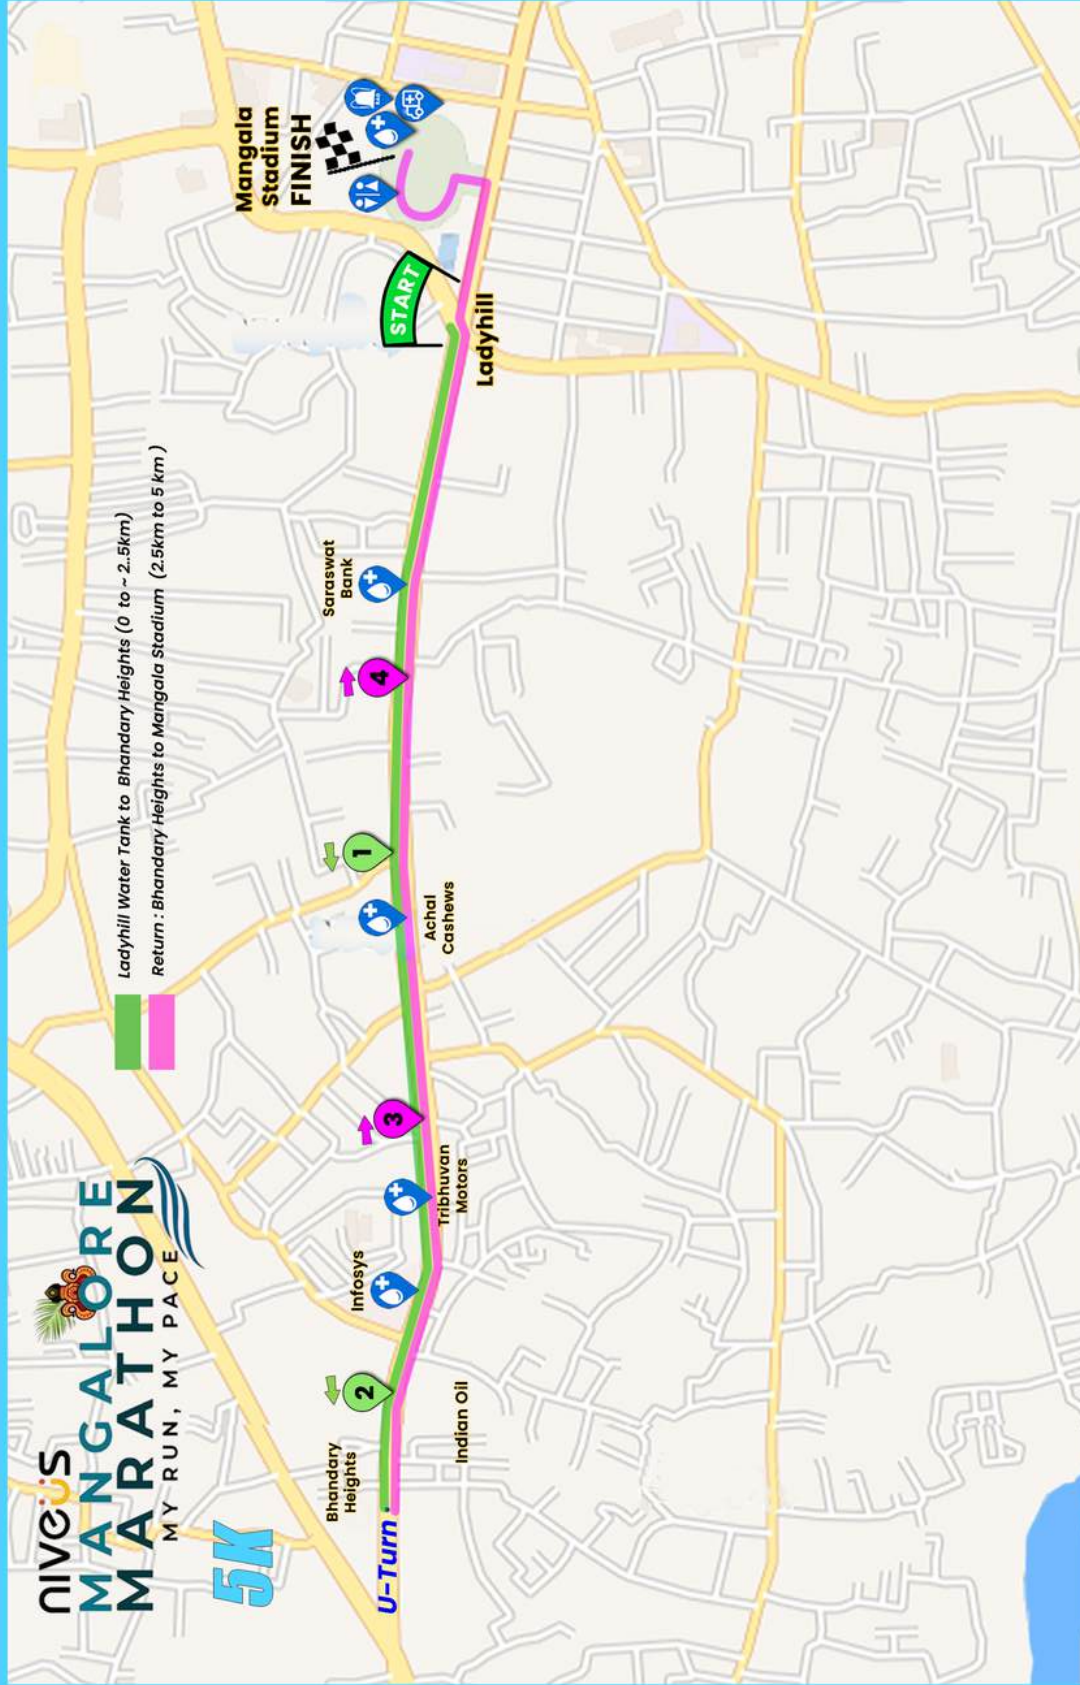 niveus
MANGALORE
MARATHON
MY RUN, MY PACE
5K
Ladyhill Water Tank to Bhandary Heights (0 to ~ 2..5km)
Return : Bhandary Heights to Mangala Stadium (2.5km to 5 km )
U-Turn
Bhandary
Heights
2
Indian Oil
Infosys
Tribhuvan
Motors
3
Achal
Cashews
1
4
Saraswat
Bank
START
Ladyhill
Mangala
Stadium
FINISH